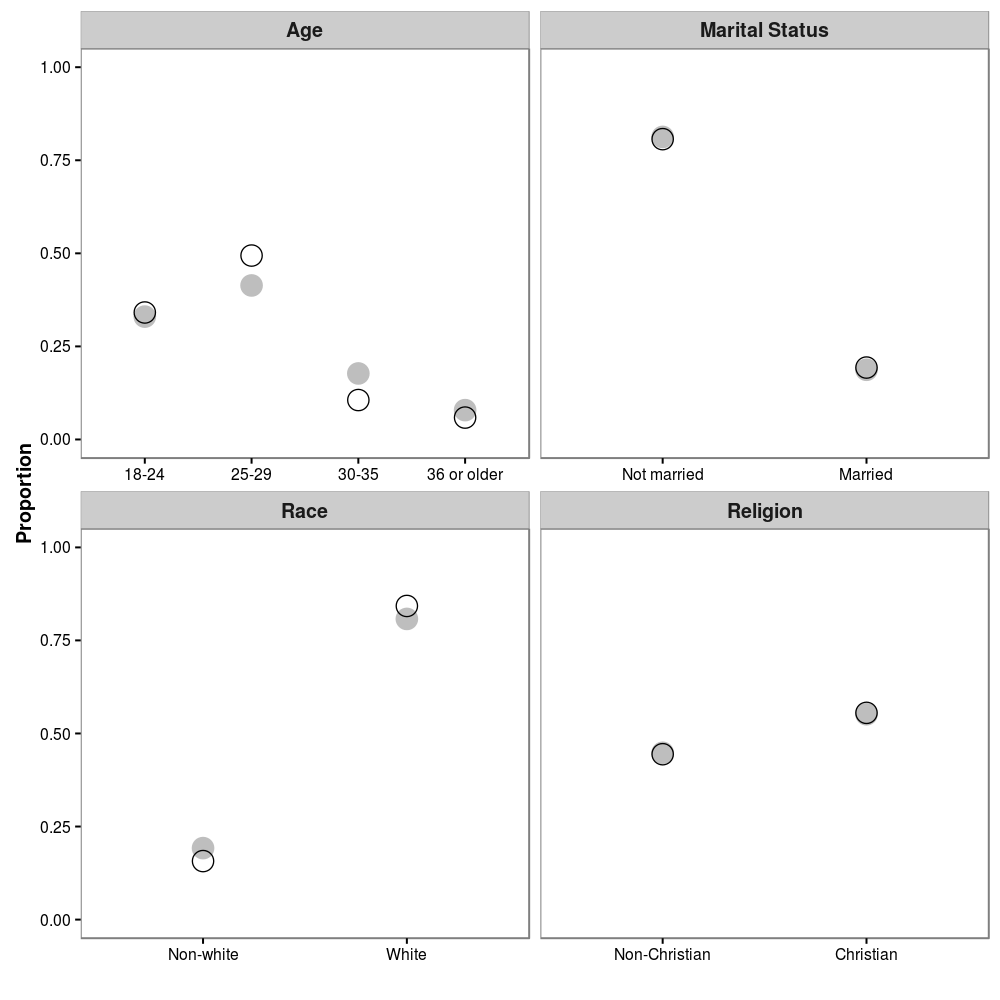 Age
Marital Status
1.00
0.75
0.50
0.25
0.00
18-24 25-29 30-35 36 or older
Not married Married
Proportion
Race
Religion
1.00
0.75
0.50
0.25
0.00
Non-white White
Non-Christian Christian